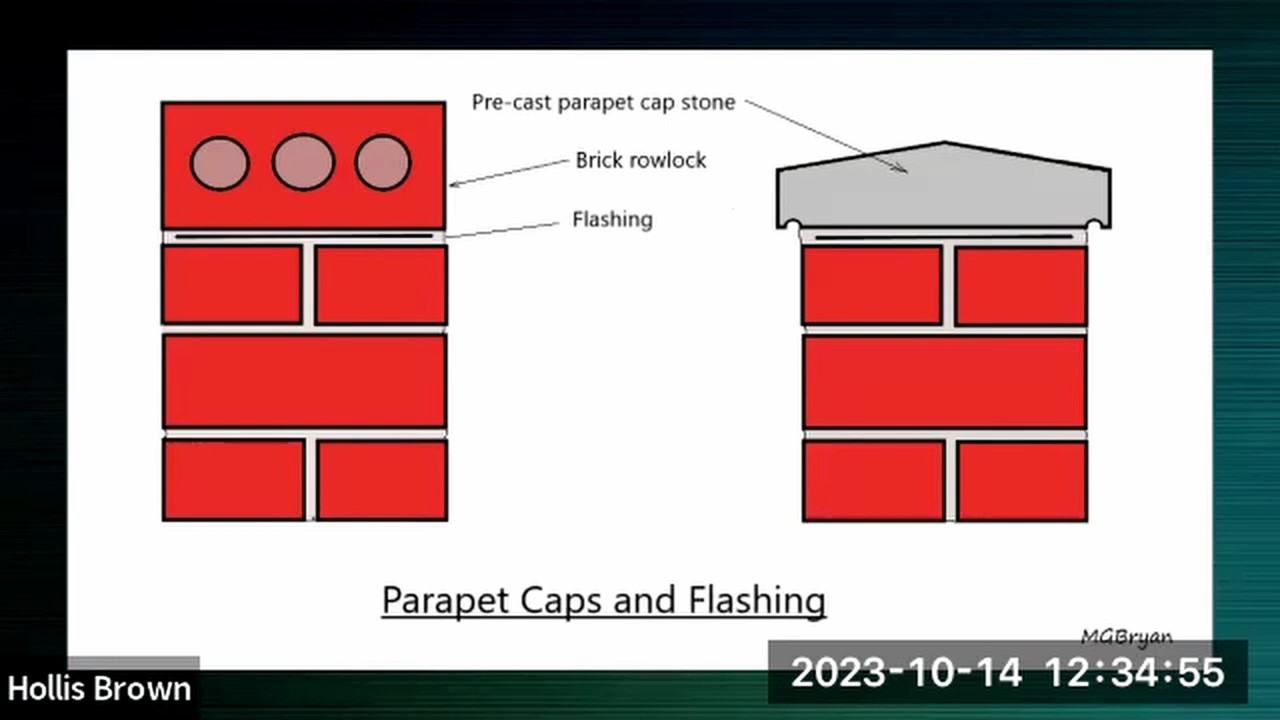 Pre-cast parapet cap stone
Brick rowlock
Flashing
Parapet Caps and Flashing
MGBryan
Hollis Brown
2023-10-14 12:34:55